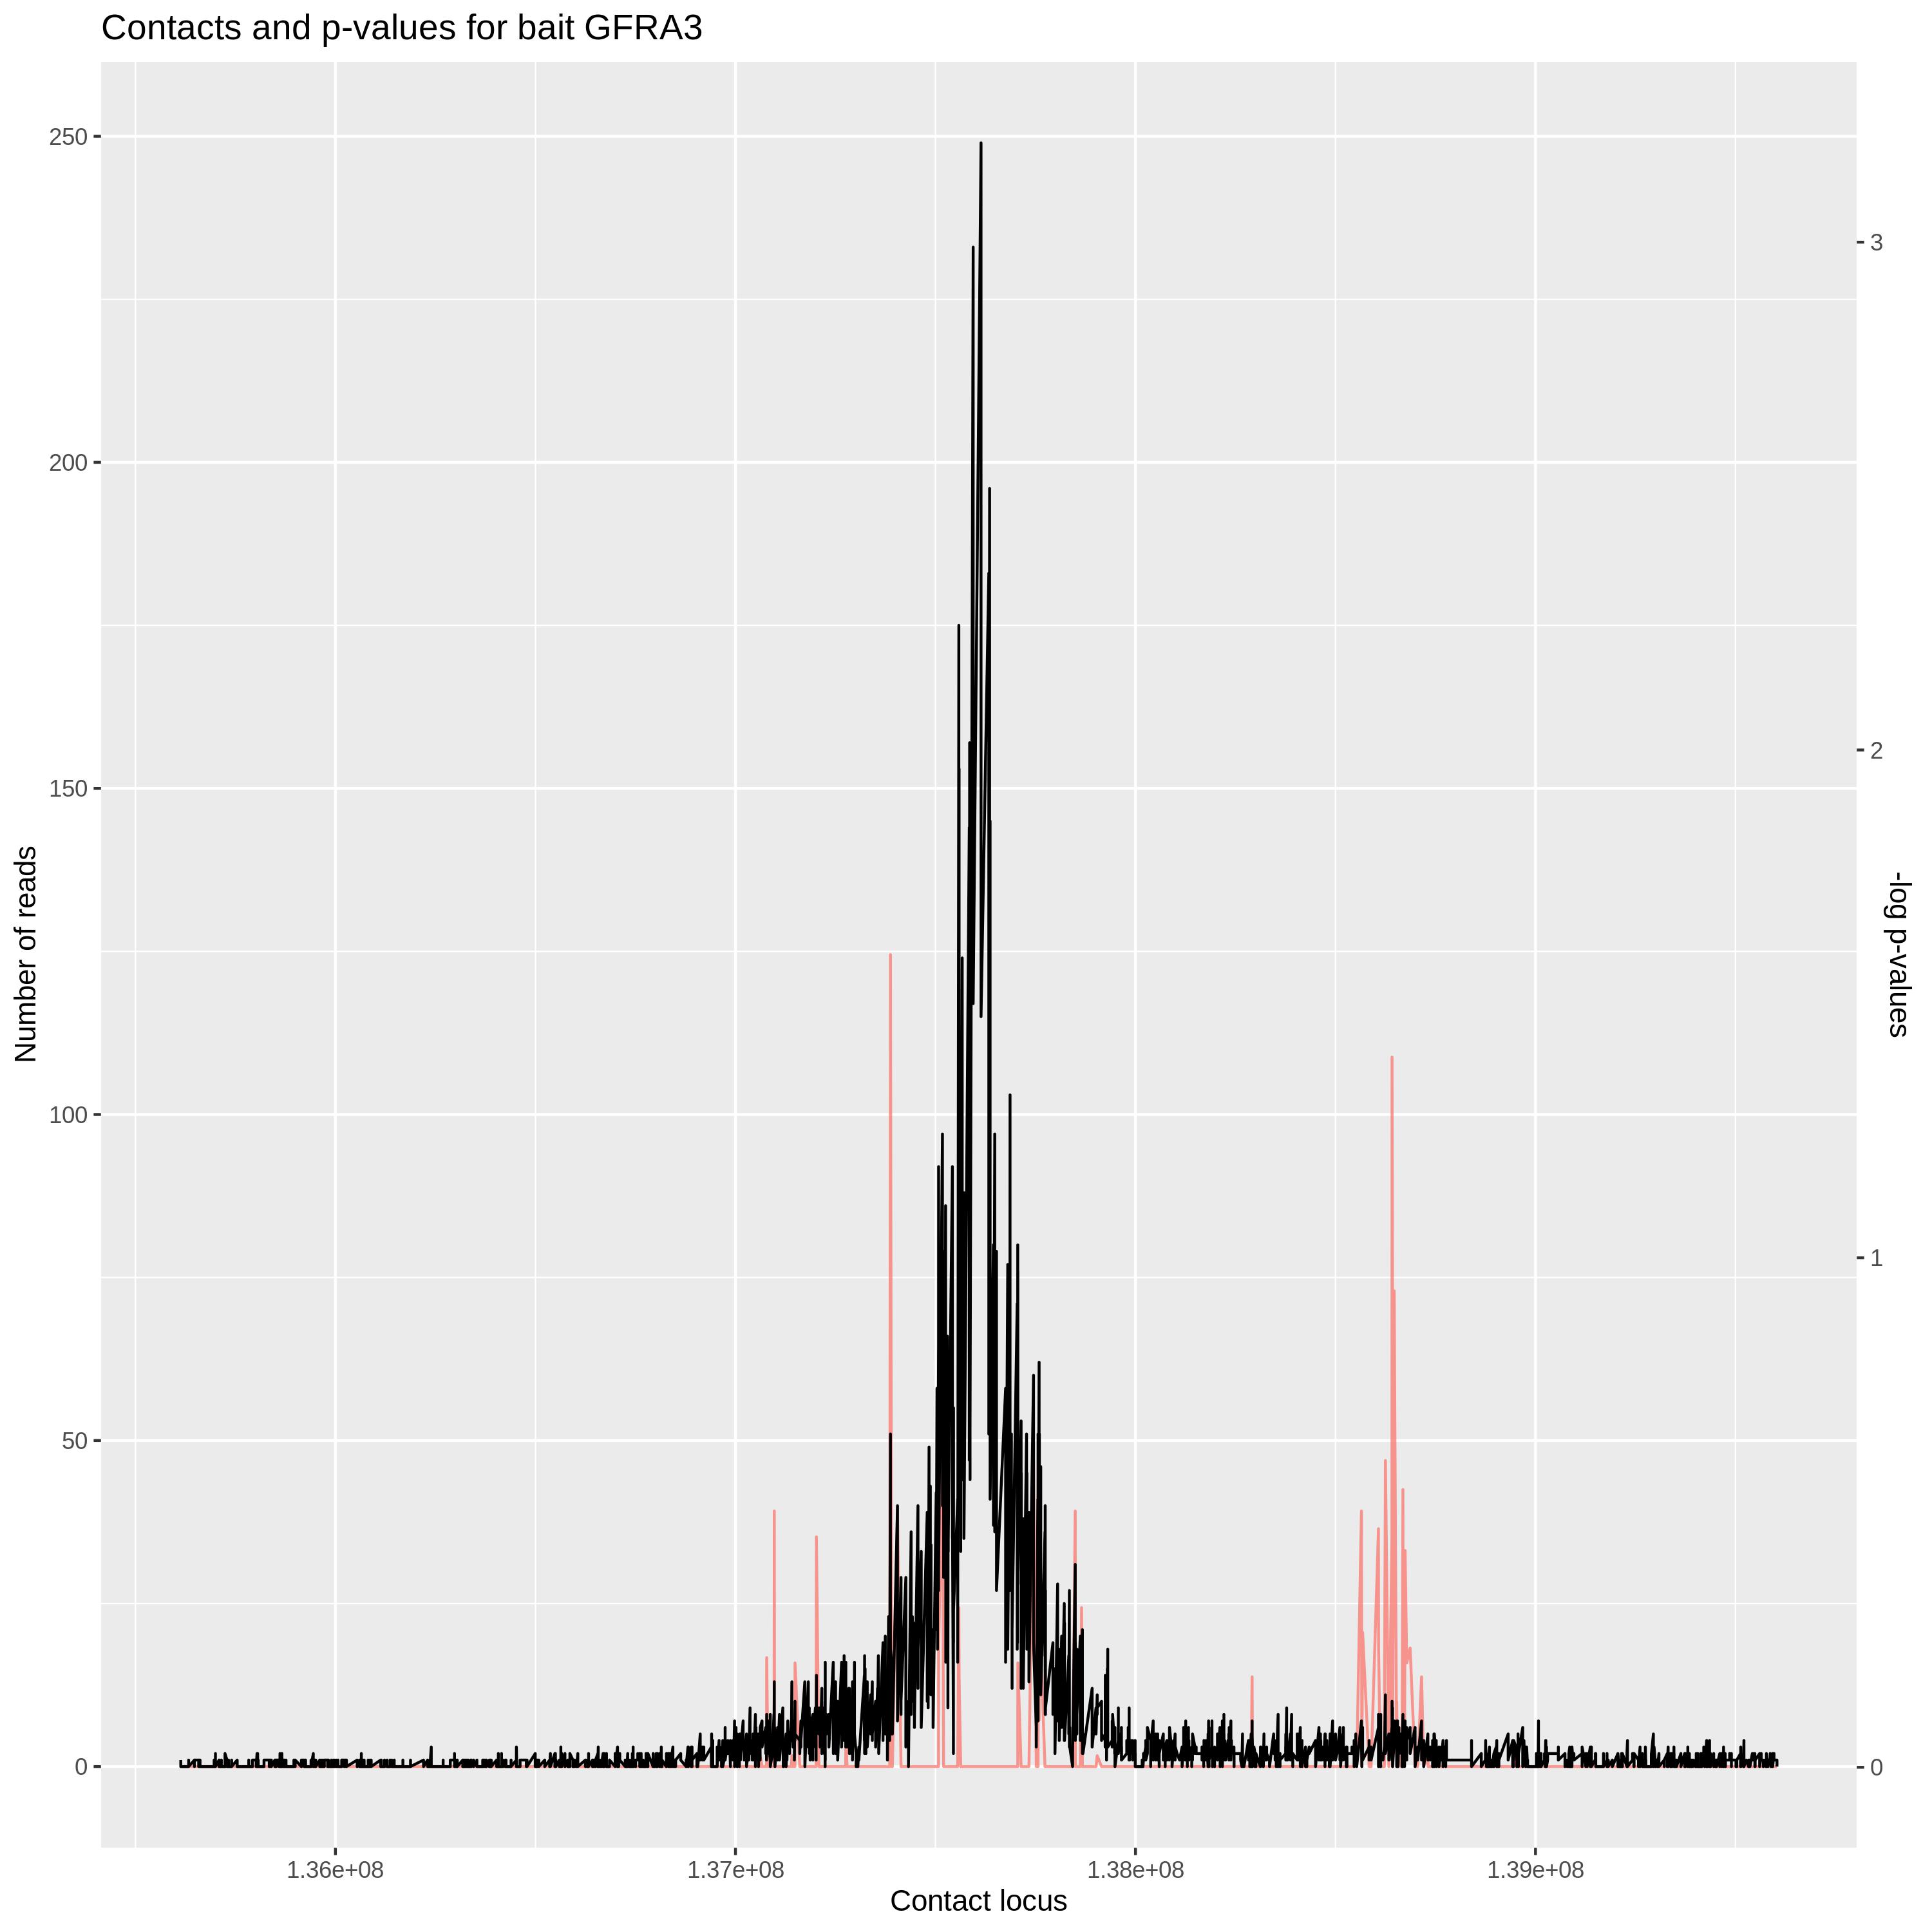 Contacts and p-values for bait GFRA3
250
200
150
100
50
0
Number of reads
3
2
1
0
-log p-values
1.36e+08
1.37e+08
1.38e+08
1.39e+08
Contact locus